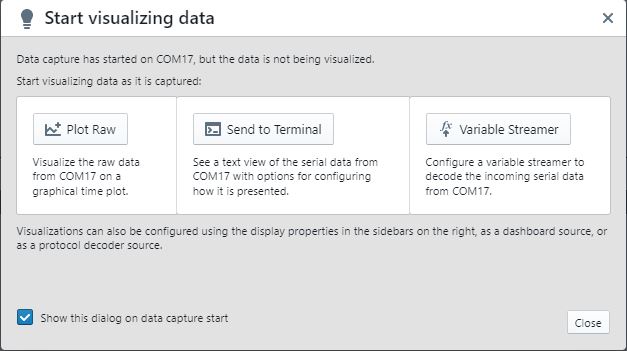 Start visualizing data
Data capture has started on COM17, but the data is not being visualized.
Start visualizing data as it is captured:
Plot Raw
Visualize the raw data
from COM17 on a
graphical time plot.
Send to Terminal
See a text view of the serial data from
COM17 with options for configuring
how it is presented.
Variable Streamer
Configure a variable streamer to
decode the incoming serial data
from COM17.
Visualizations can also be configured using the display properties in the sidebars on the right, as a dashboard source, or
as a protocol decoder source.
Show this dialog on data capture start
Close